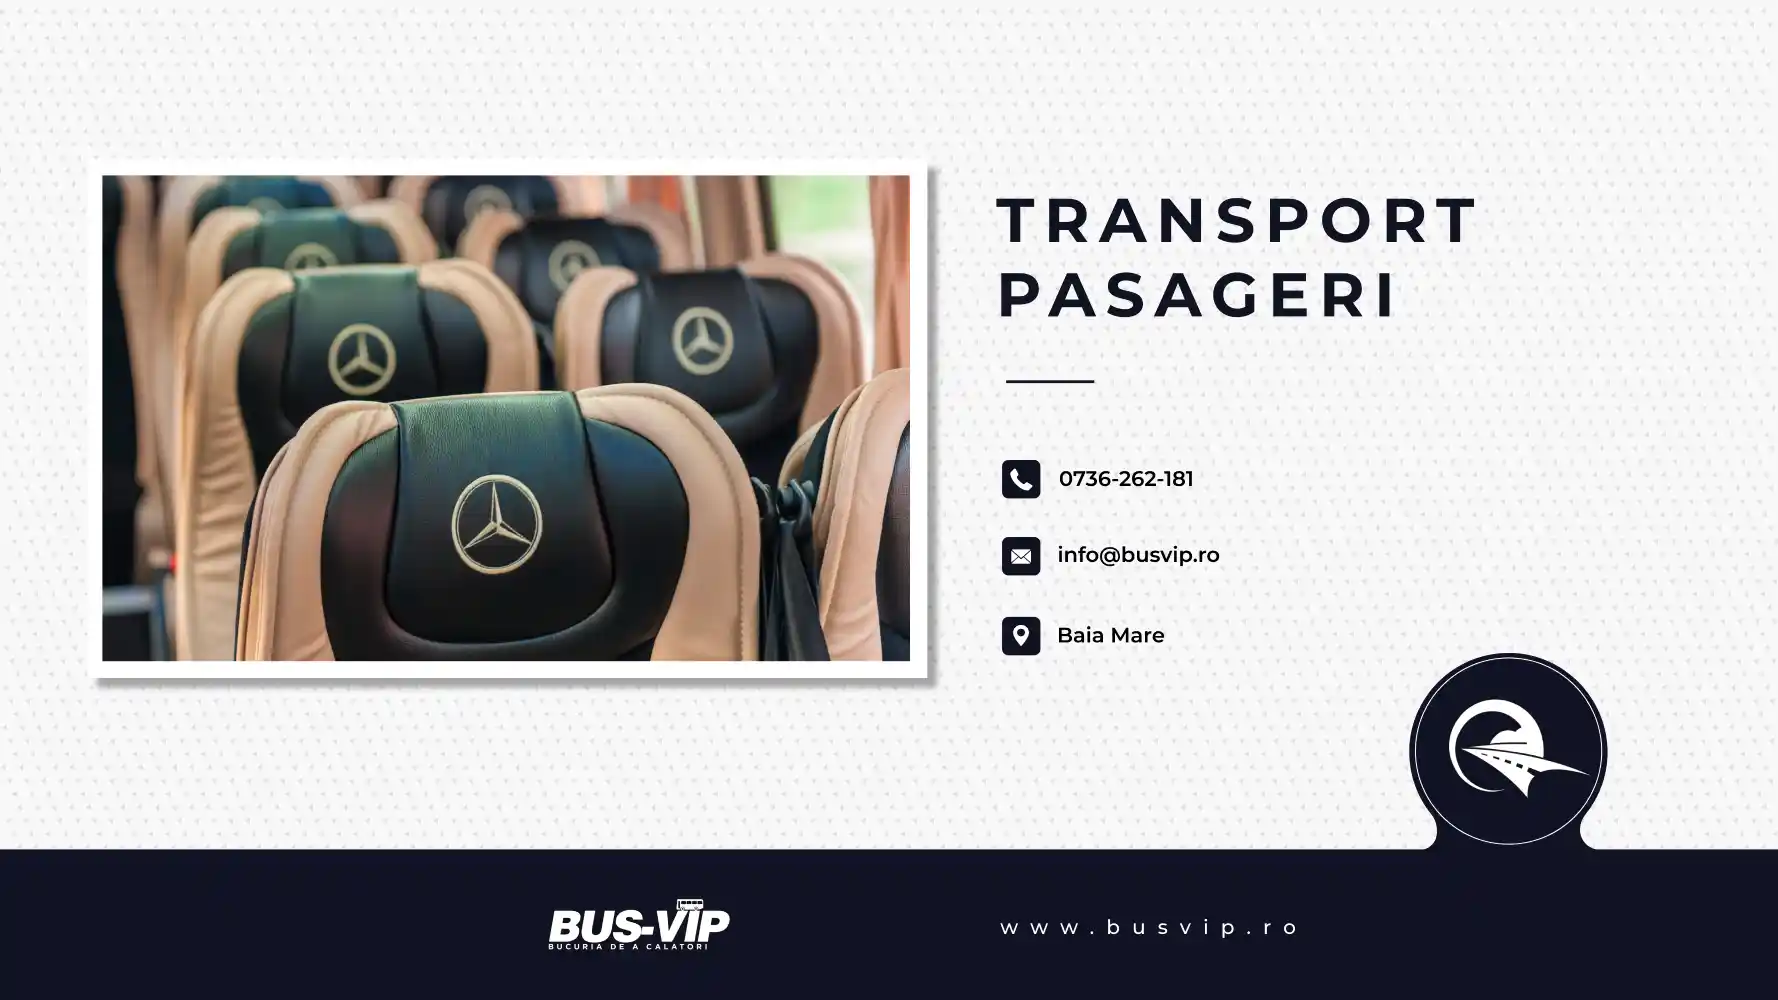 TRANSPORT
PASAGERI
0736-262-181
info@busvip.ro
Baia Mare
BUS-VIP
BUCURIA DE A CALATORI
www.busvip.ro